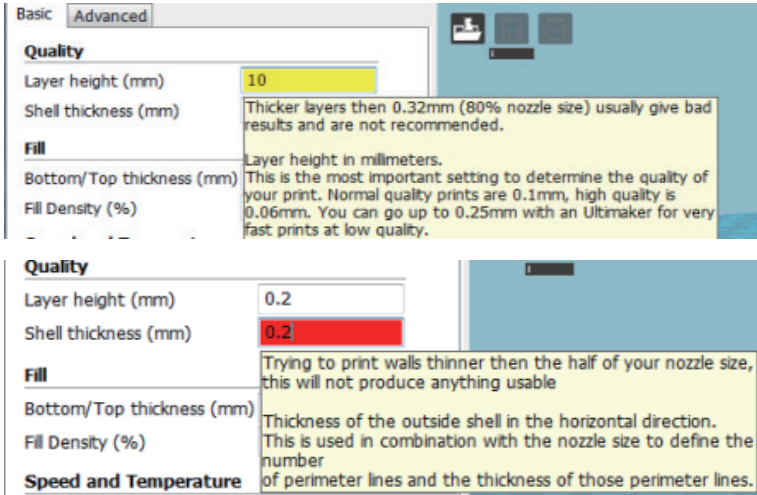 Basic Advanced
Quality
Layer height (mm) 10
Shell thickness (mm)
Thicker layers then 0.32mm (80% nozzle size) usually give bad
results and are not recommended.
Fill
Layer height in millimeters.
Bottom/Top thickness (mm)
This is the most important setting to determine the quality of
your print. Normal quality prints are 0.1mm, high quality is
Fill Density (%)
0.06mm. You can go up to 0.25mm with an Ultimaker for very
fast prints at low quality.
Quality
Layer height (mm) 0.2
Shell thickness (mm) 0.2
Trying to print walls thinner then the half of your nozzle size,
this will not produce anything usable
Fill
Bottom/Top thickness (mm)
Thickness of the outside shell in the horizontal direction.
Fill Density (%)
This is used in combination with the nozzle size to define the
number
Speed and Temperature
of perimeter lines and the thickness of those perimeter lines.